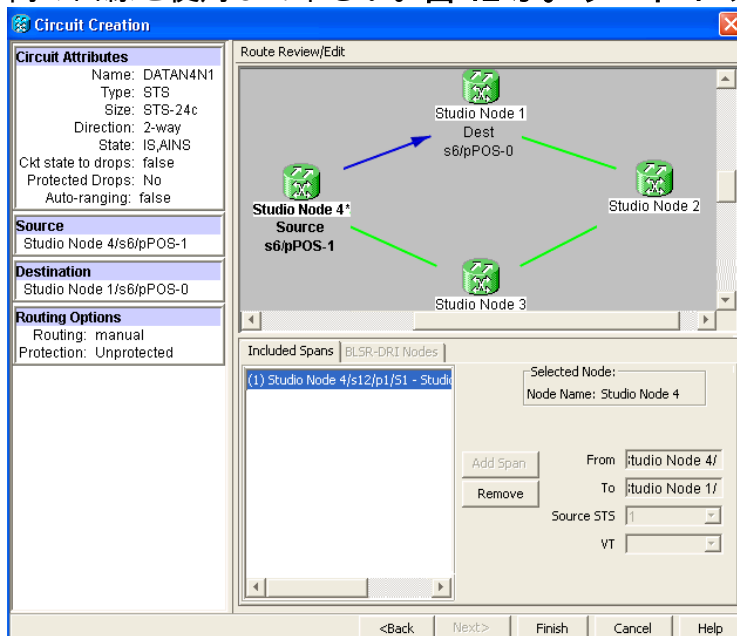 Circuit Creation
Circuit Attributes
Name: DATAN4N1
Type: STS
Size: STS-24c
Direction: 2-way
State: IS,AINS
Ckt state to drops: false
Protected Drops: No
Auto-ranging: false
Source
Studio Node 4/s6/pPOS-1
Destination
Studio Node 1/s6/pPOS-0
Routing Options
Routing: manual
Protection: Unprotected
Route Review/Edit
Studio Node 1
Dest
s6/pPOS-0
Studio Node 2
Studio Node 4*
Source
s6/pPOS-1
Studio Node 3
Included Spans
BLSR-DRI Nodes
(1) Studio Node 4/s12/p1/S1 - Studio
Selected Node:
Node Name: Studio Node 4
Add Span
Remove
From
tudio Node 4/
To
tudio Node 1/
Source STS
1
VT
<Back
Next>
Finish
Cancel
Help